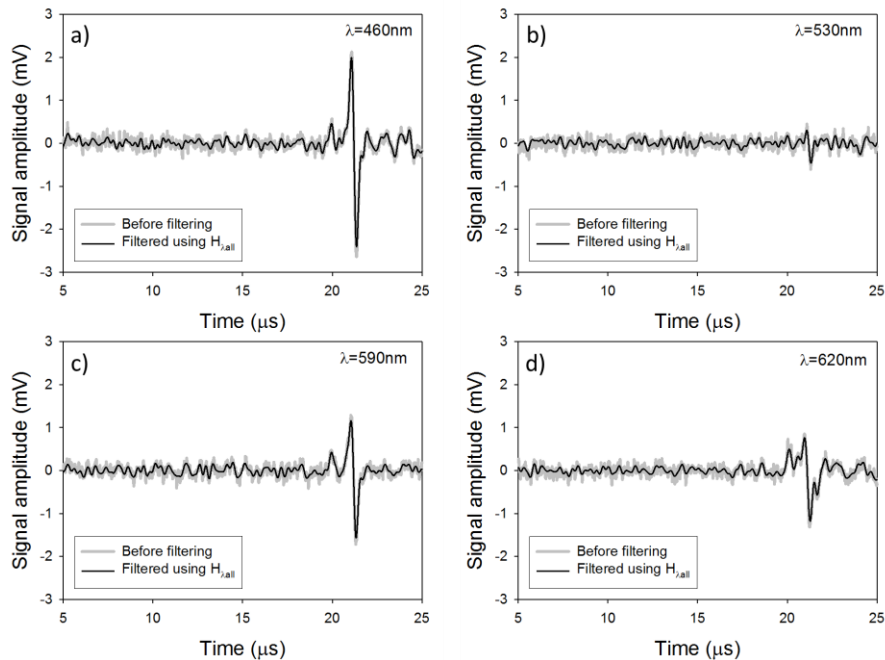 a)
λ=460nm
Signal amplitude (mV)
3
2
1
0
-1
-2
-3
Before filtering
Filtered using Hλall
5
10
15
20
25
Time (μs)
b)
λ=530nm
Signal amplitude (mV)
3
2
1
0
-1
-2
-3
Before filtering
Filtered using Hλall
5
10
15
20
25
Time (μs)
c)
λ=590nm
Signal amplitude (mV)
3
2
1
0
-1
-2
-3
Before filtering
Filtered using Hλall
5
10
15
20
25
Time (μs)
d)
λ=620nm
Signal amplitude (mV)
3
2
1
0
-1
-2
-3
Before filtering
Filtered using Hλall
5
10
15
20
25
Time (μs)